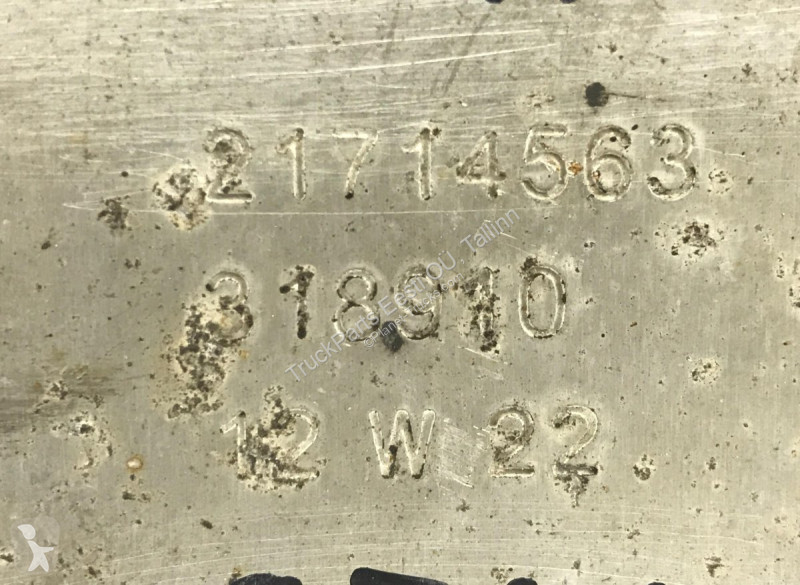 21714563
318910
12 W 22
TruckParts Eesti OÜ, Tallinn